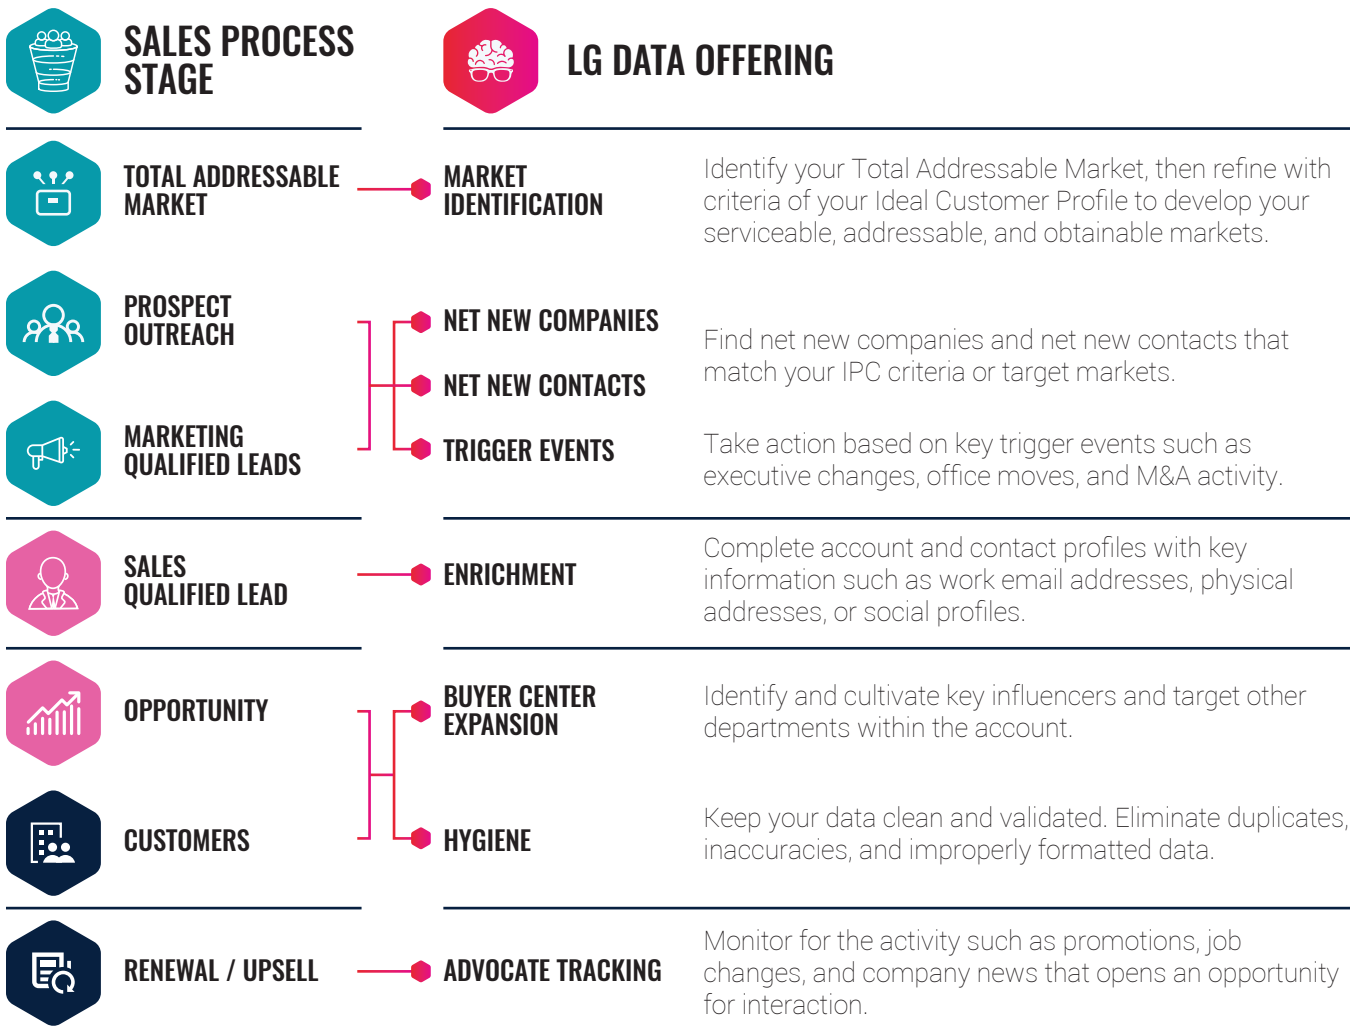 SALES PROCESS
STAGE
LG DATA OFFERING
TOTAL ADDRESSABLE
MARKET
MARKET
IDENTIFICATION
Identify your Total Addressable Market, then refine with
criteria of your Ideal Customer Profile to develop your
serviceable, addressable, and obtainable markets.
PROSPECT
OUTREACH
MARKETING
QUALIFIED LEADS
NET NEW COMPANIES
NET NEW CONTACTS
Find net new companies and net new contacts that
match your IPC criteria or target markets.
TRIGGER EVENTS
Take action based on key trigger events such as
executive changes, office moves, and M&A activity.
SALES
QUALIFIED LEAD
ENRICHMENT
Complete account and contact profiles with key
information such as work email addresses, physical
addresses, or social profiles.
OPPORTUNITY
BUYER CENTER
EXPANSION
Identify and cultivate key influencers and target other
departments within the account.
CUSTOMERS
HYGIENE
Keep your data clean and validated. Eliminate duplicates,
inaccuracies, and improperly formatted data.
RENEWAL / UPSELL
ADVOCATE TRACKING
Monitor for the activity such as promotions, job
changes, and company news that opens an opportunity
for interaction.